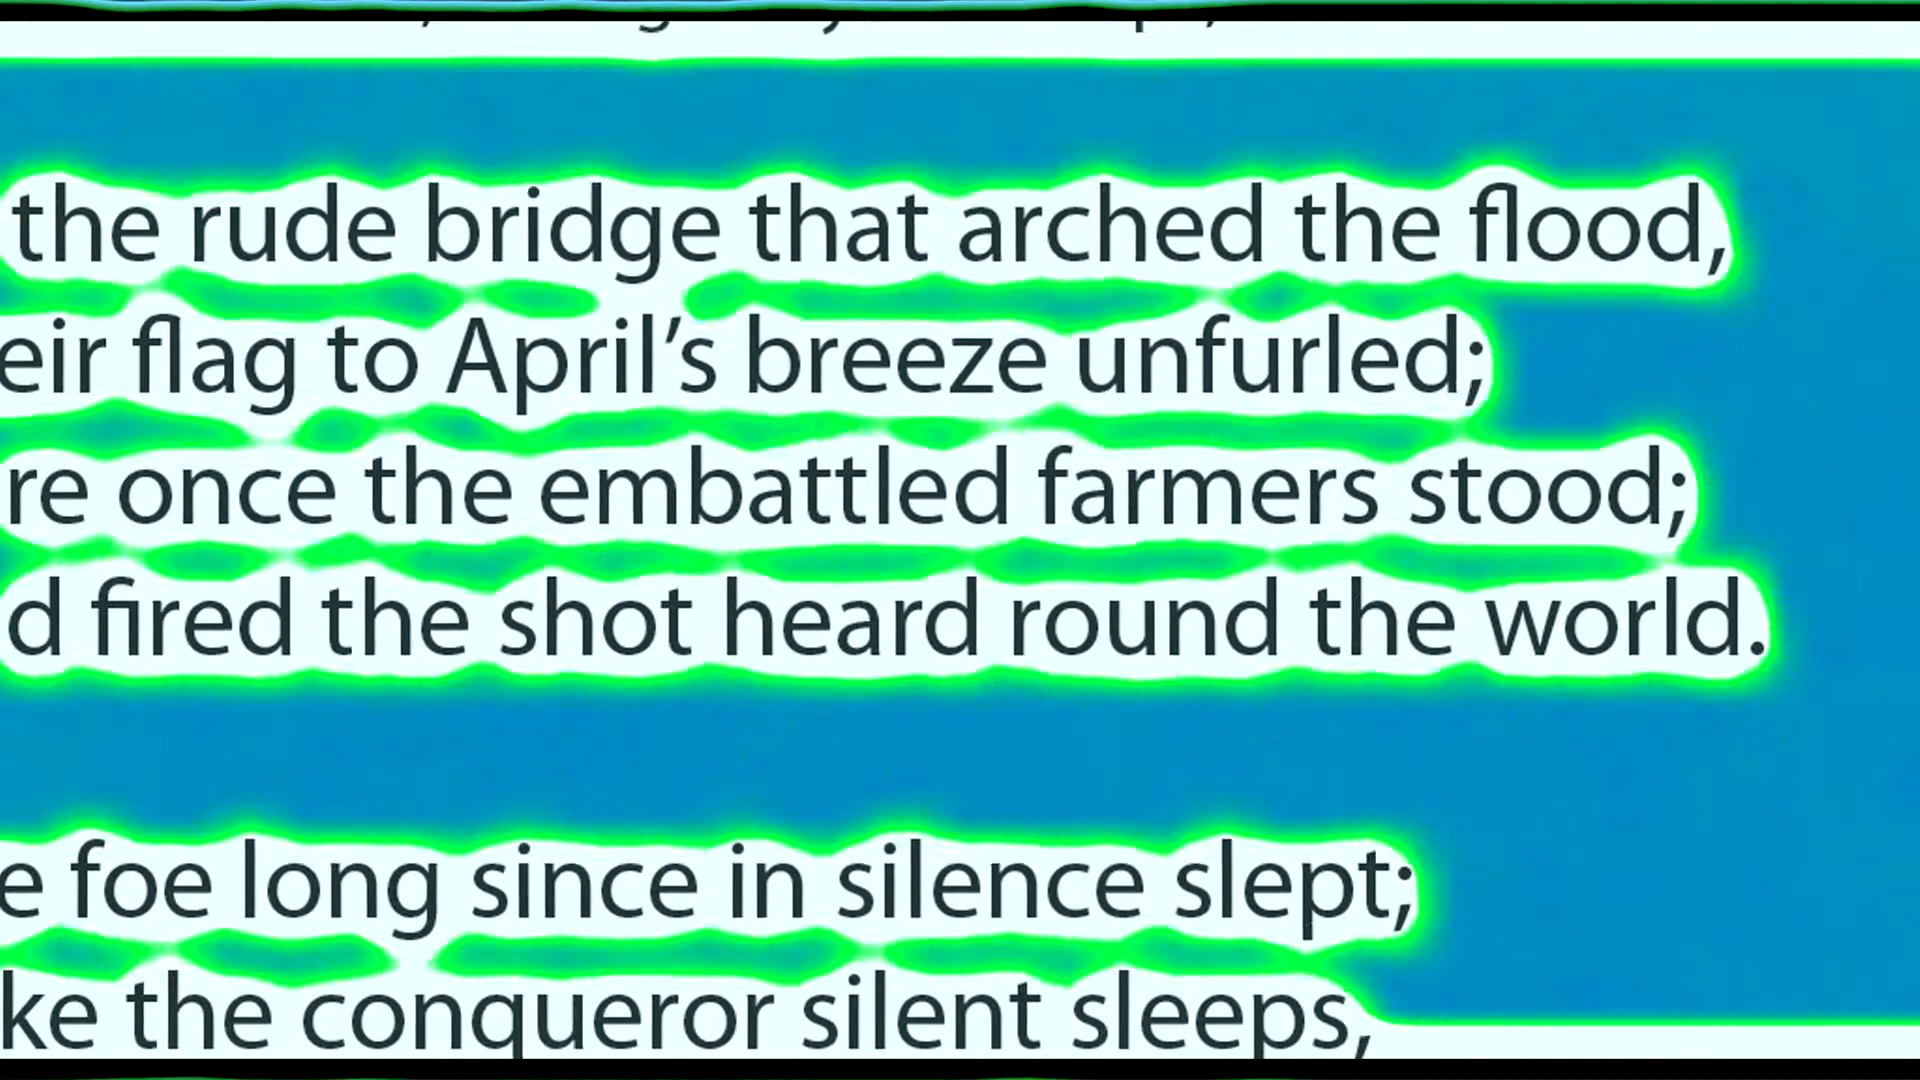 the rude bridge that arched the flood,
eir flag to April’s breeze unfurled;
re once the embattled farmers stood;
d fired the shot heard round the world.
e foe long since in silence slept;
ke the conqueror silent sleeps,